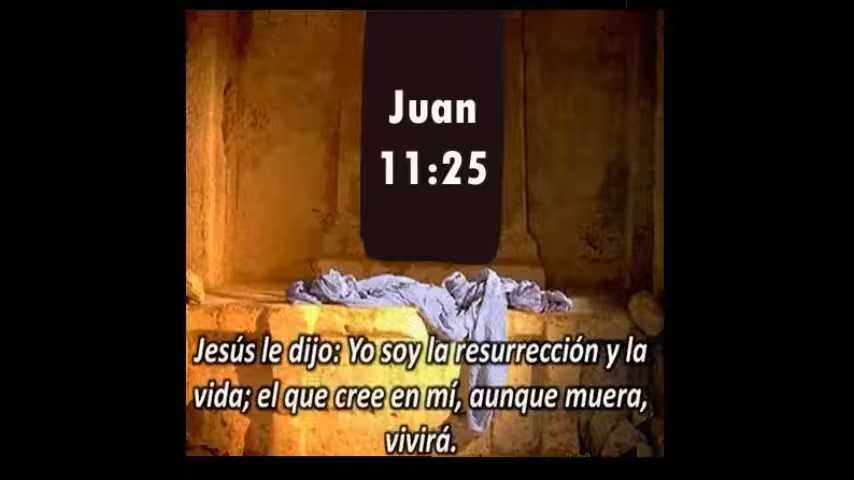 Juan
11:25
Jesús le dijo: Yo soy la resurrección y la
vida; el que cree en mí, aunque muera,
vivirá.